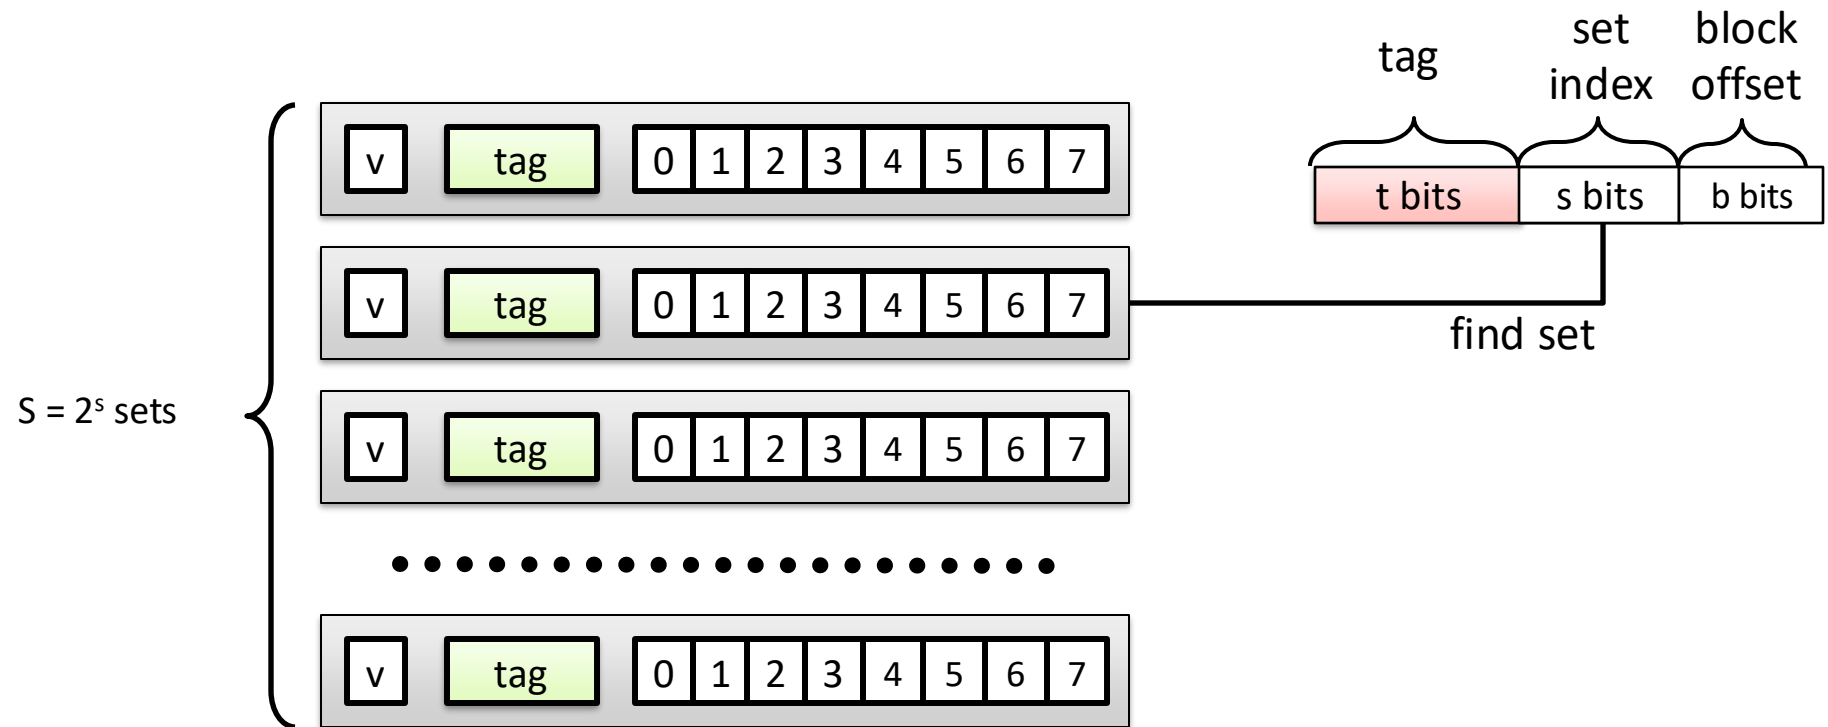 tag
set
index
block
offset
t bits s bits b bits
v tag 0 1 2 3 4 5 6 7
v tag 0 1 2 3 4 5 6 7
find set
S = 2ˢ sets
v tag 0 1 2 3 4 5 6 7
v tag 0 1 2 3 4 5 6 7